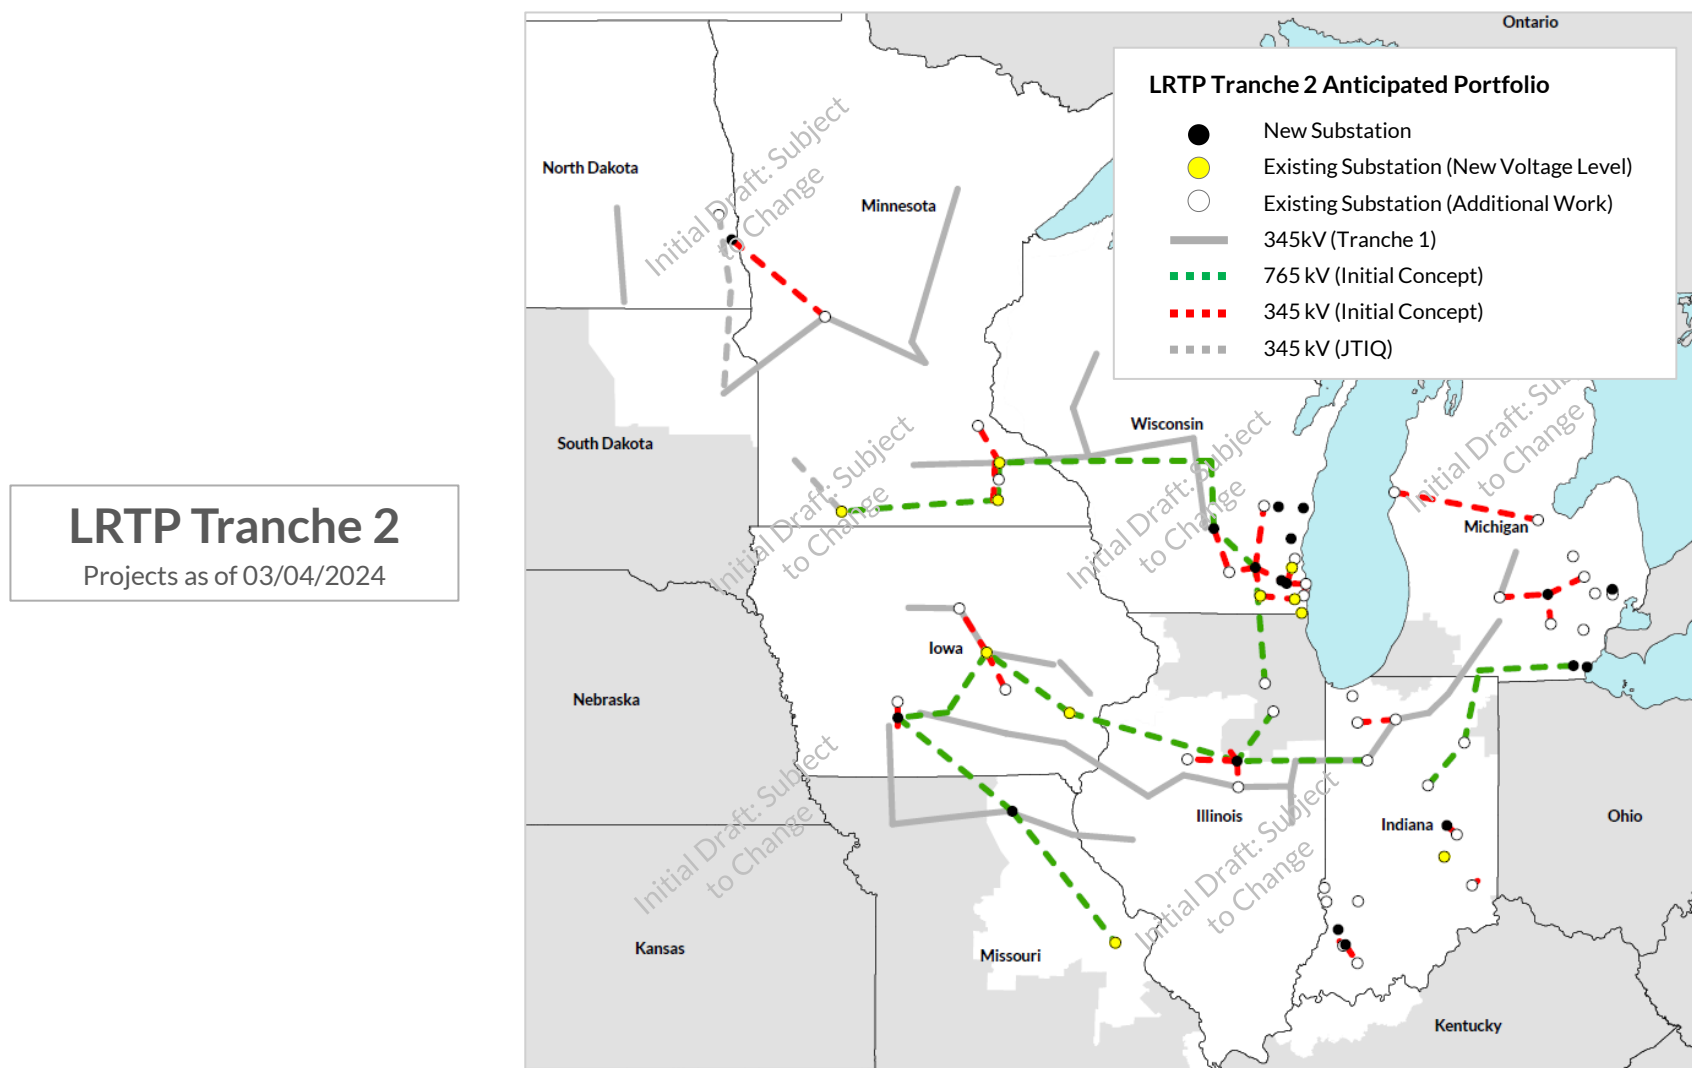 Ontario
LRTP Tranche 2 Anticipated Portfolio
New Substation
Existing Substation (New Voltage Level)
Existing Substation (Additional Work)
345kV (Tranche 1)
765 kV (Initial Concept)
345 kV (Initial Concept)
345 kV (JTIQ)
North Dakota
Minnesota
Initial Draft: Subject
to Change
South Dakota
Wisconsin
Michigan
Initial Draft: Subject
to Change
Initial Draft: Subject
to Change
Initial Draft: Sub
to Change
LRTP Tranche 2
Projects as of 03/04/2024
Iowa
Nebraska
Illinois
Indiana
Ohio
Initial Draft: Subject
to Change
Initial Draft: Subject
to Change
Kansas
Missouri
Kentucky